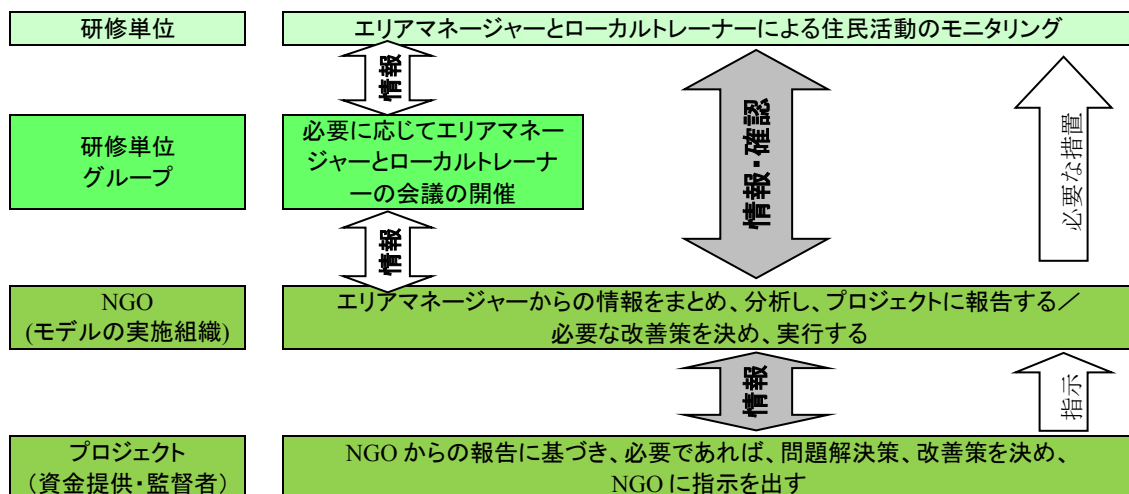 研修単位
エリアマネージャーとローカルトレーナーによる住民活動のモニタリング
情報
研修単位
グループ
必要に応じてエリアマネー
ジャーとローカルトレーナ
ーの会議の開催
情報・確認
必要な措置
情報
NGO
(モデルの実施組織)
エリアマネージャーからの情報をまとめ、分析し、プロジェクトに報告する／
必要な改善策を決め、実行する
情報
指示
プロジェクト
（資金提供・監督者）
NGO からの報告に基づき、必要であれば、問題解決策、改善策を決め、
NGO に指示を出す